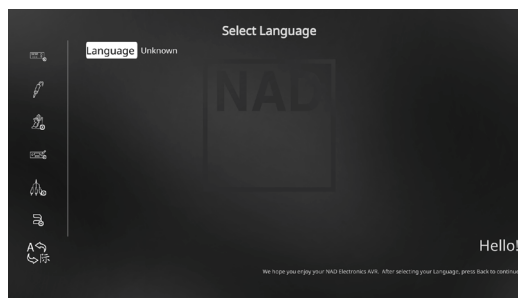 Select Language
Language Unknown
NAD
Hello!
We hope you enjoy your NAD Electronics AVR. After selecting your Language, press Back to continue